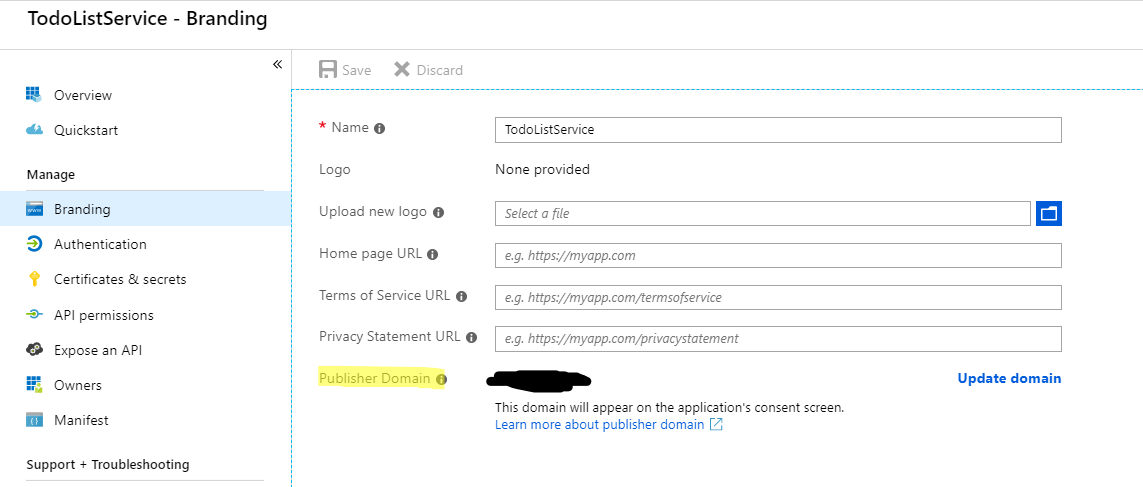 TodoListService - Branding
«
Overview
Quickstart
Manage
Branding
Authentication
Certificates & secrets
API permissions
Expose an API
Owners
Manifest
Support + Troubleshooting
Save Discard
* Name TodoListService
Logo None provided
Upload new logo Select a file
Home page URL e.g. https://myapp.com
Terms of Service URL e.g. https://myapp.com/termsofservice
Privacy Statement URL e.g. https://myapp.com/privacystatement
Publisher Domain Update domain
This domain will appear on the application's consent screen.
Learn more about publisher domain